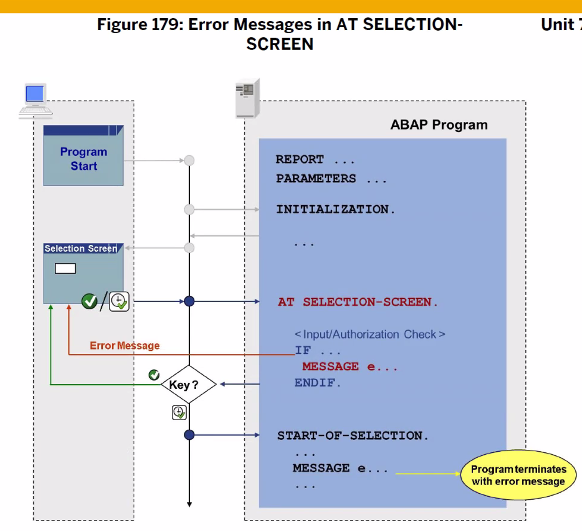 Figure 179: Error Messages in AT SELECTION-
SCREEN
Unit
ABAP Program
Program
Start
REPORT ...
PARAMETERS ...
INITIALIZATION.
...
Selection Screen
AT SELECTION-SCREEN.
<Input/Authorization Check>
IF ...
MESSAGE e...
ENDIF.
Error Message
Key ?
START-OF-SELECTION.
...
MESSAGE e...
...
Program terminates
with error message